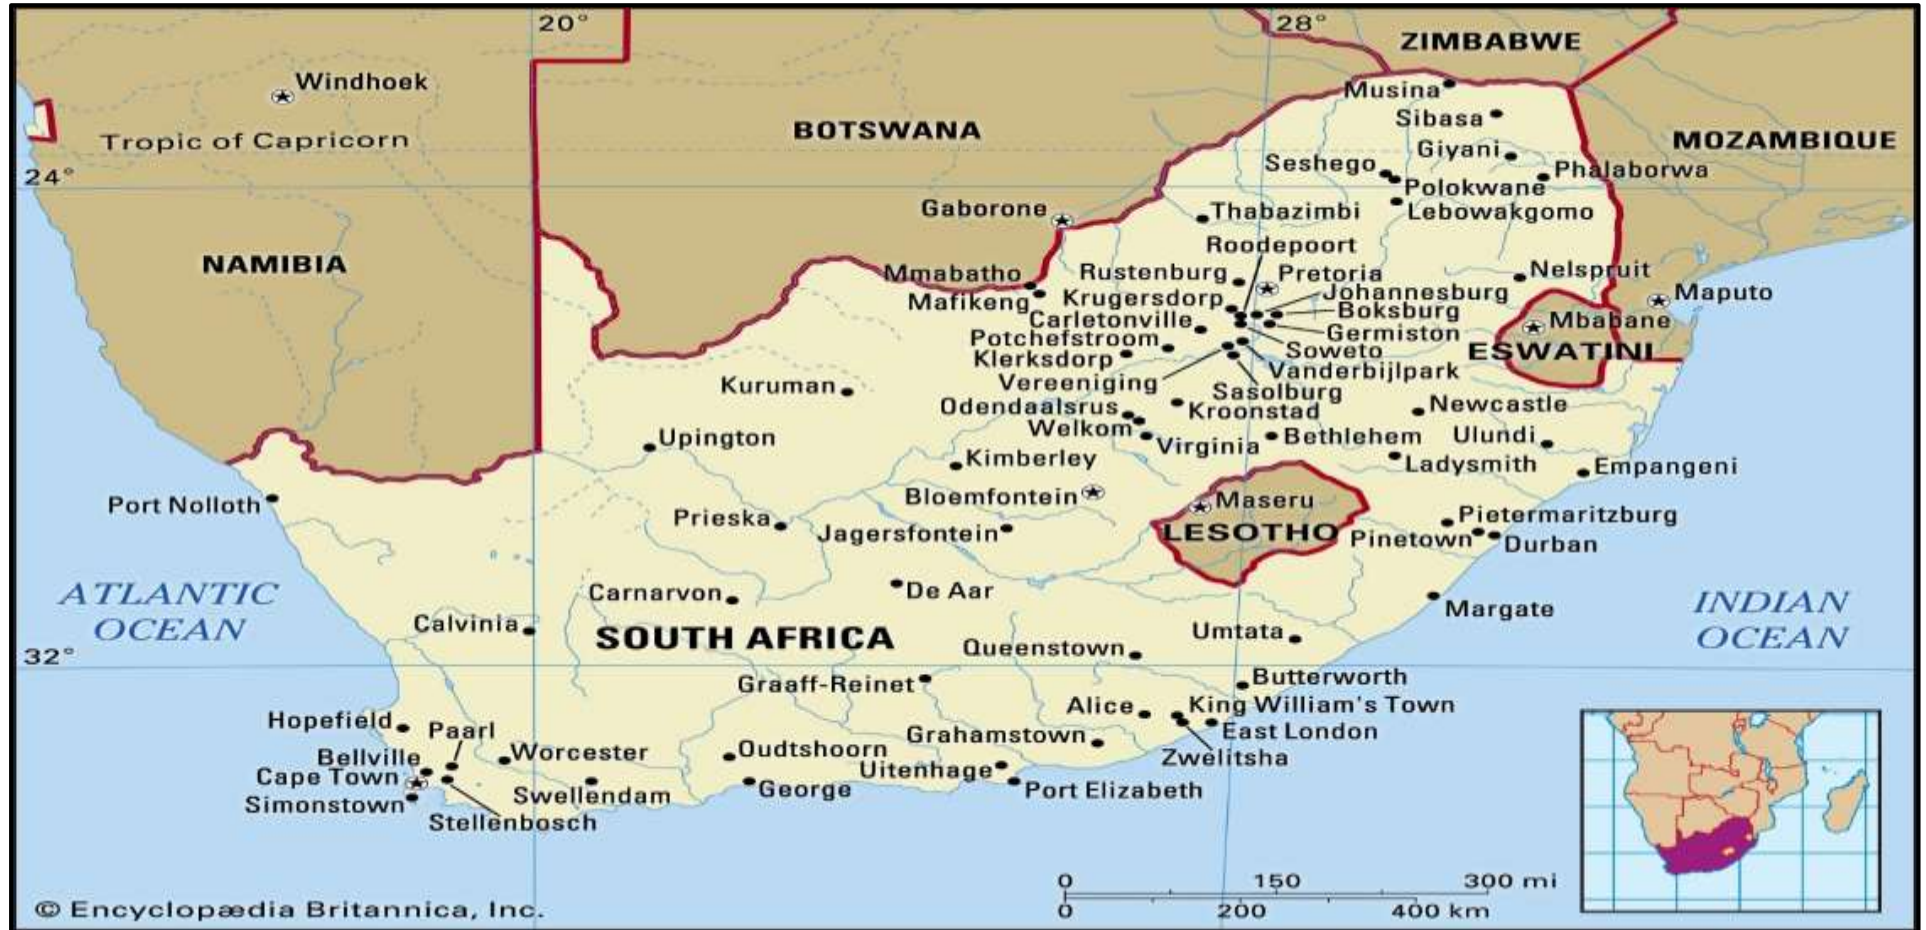 20°
28°
ZIMBABWE
Windhoek
Musina
Sibasa
BOTSWANA
MOZAMBIQUE
Tropic of Capricorn
Giyani
Seshego
Phalaborwa
24°
Polokwane
Gaborone
Thabazimbi
Lebowakgomo
Roodepoort
NAMIBIA
Mmabatho
Rustenburg
Pretoria
Nelspruit
Mafikeng
Krugersdorp
Johannesburg
Maputo
Carletonville
Boksburg
Mbabane
Potchefstroom
Germiston
Klerksdorp
Soweto
ESWATINI
Vereeniging
Vanderbijlpark
Kuruman
Sasolburg
Odendaalsrus
Kroonstad
Newcastle
Welkom
Upington
Virginia
Bethlehem
Ulundi
Kimberley
Ladysmith
Empangeni
Port Nolloth
Bloemfontein
Maseru
Prieska
Jagersfontein
LESOTHO
Pietermaritzburg
Pinetown
Durban
ATLANTIC
OCEAN
Carnarvon
De Aar
Margate
INDIAN
OCEAN
Calvinia
SOUTH AFRICA
Umtata
Queenstown
32°
Graaff-Reinet
Butterworth
Alice
King William's Town
Hopefield
Paarl
Grahamstown
East London
Bellville
Worcester
Oudtshoorn
Zwelitsha
Cape Town
Uitenhage
Simonstown
Swellendam
George
Port Elizabeth
Stellenbosch
0 150 300 mi
0 200 400 km
© Encyclopædia Britannica, Inc.